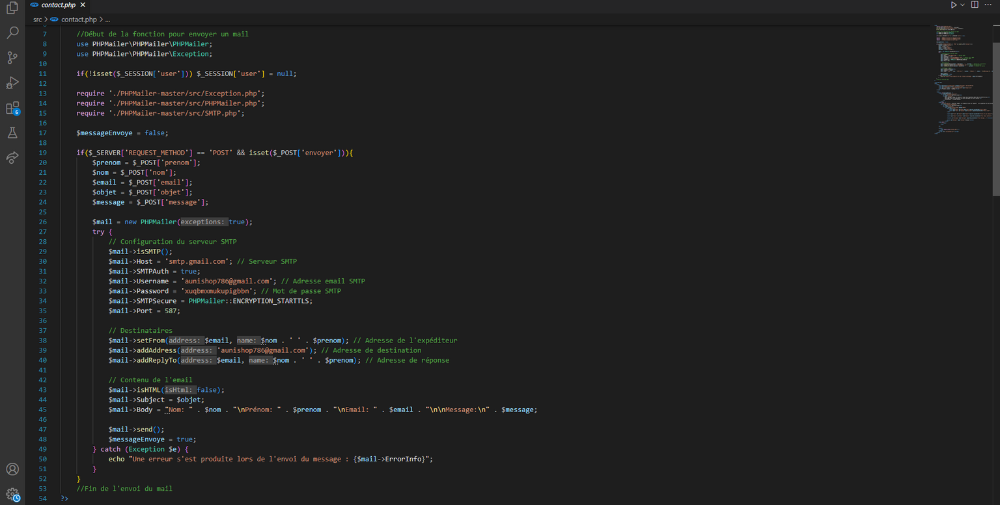 contact.php
src > contact.php > ...
7 //Début de la fonction pour envoyer un mail
8 use PHPMailer\PHPMailer\PHPMailer;
9 use PHPMailer\PHPMailer\Exception;
10
11 if(!isset($_SESSION['user'])) $_SESSION['user'] = null;
12
13 require './PHPMailer-master/src/Exception.php';
14 require './PHPMailer-master/src/PHPMailer.php';
15 require './PHPMailer-master/src/SMTP.php';
16
17 $messageEnvoye = false;
18
19 if($_SERVER['REQUEST_METHOD'] == 'POST' && isset($_POST['envoyer'])){
20 $prenom = $_POST['prenom'];
21 $nom = $_POST['nom'];
22 $email = $_POST['email'];
23 $objet = $_POST['objet'];
24 $message = $_POST['message'];
25
26 $mail = new PHPMailer(exceptions: true);
27 try {
28 // Configuration du serveur SMTP
29 $mail->isSMTP();
30 $mail->Host = 'smtp.gmail.com'; // Serveur SMTP
31 $mail->SMTPAuth = true;
32 $mail->Username = 'aunishop786@gmail.com'; // Adresse email SMTP
33 $mail->Password = 'xuqbmxmukupigbbn'; // Mot de passe SMTP
34 $mail->SMTPSecure = PHPMailer::ENCRYPTION_STARTTLS;
35 $mail->Port = 587;
36
37 // Destinataires
38 $mail->setFrom(address: $email, name: $nom . ' ' . $prenom); // Adresse de l'expéditeur
39 $mail->addAddress(address: 'aunishop786@gmail.com'); // Adresse de destination
40 $mail->addReplyTo(address: $email, name: $nom . ' ' . $prenom); // Adresse de réponse
41
42 // Contenu de l'email
43 $mail->isHTML(isHtml: false);
44 $mail->Subject = $objet;
45 $mail->Body = "Nom: " . $nom . "\nPrénom: " . $prenom . "\nEmail: " . $email . "\n\nMessage:\n" . $message;
46
47 $mail->send();
48 $messageEnvoye = true;
49 } catch (Exception $e) {
50 echo "Une erreur s'est produite lors de l'envoi du message : {$mail->ErrorInfo}";
51 }
52 }
53 //Fin de l'envoi du mail
54 ?>
6